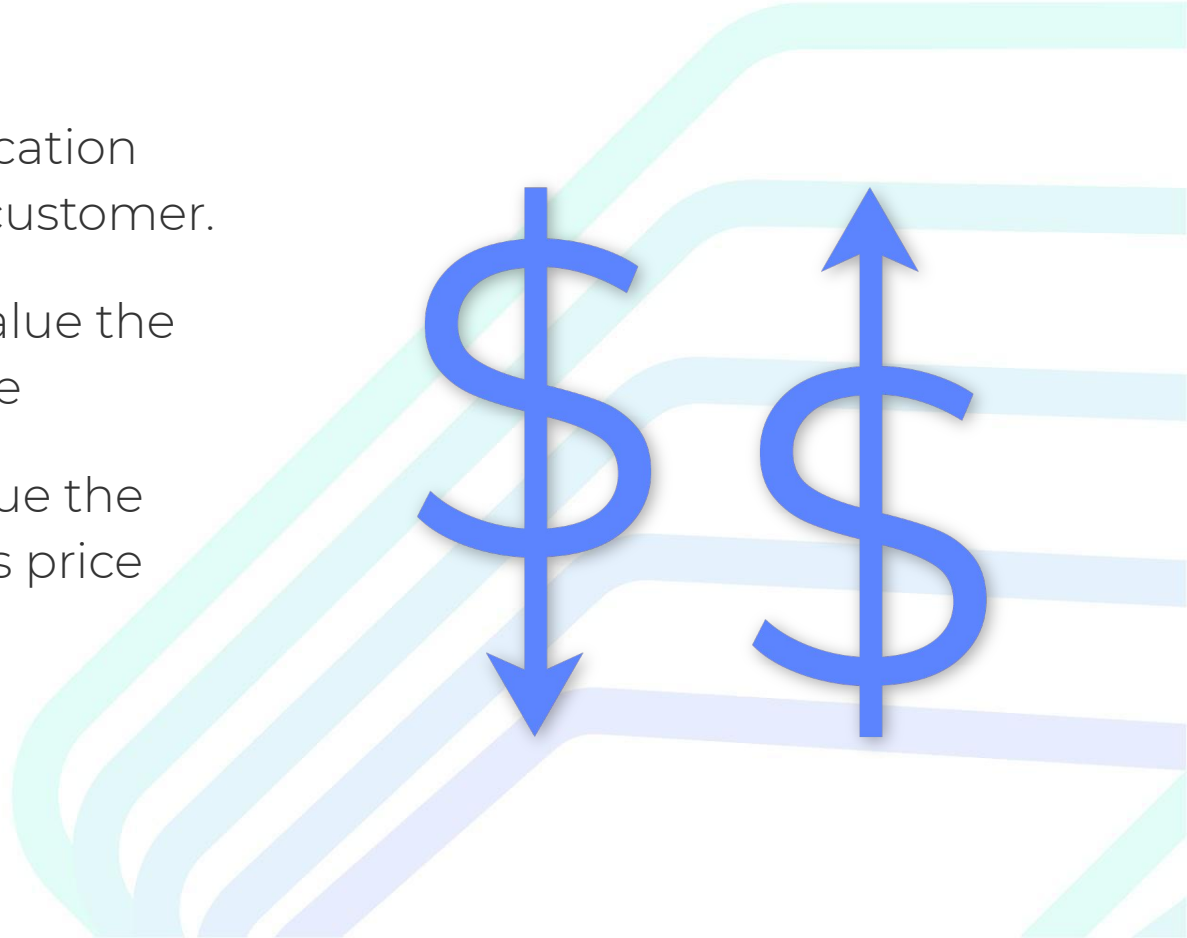 cation
customer.
alue the
e
ue the
s price